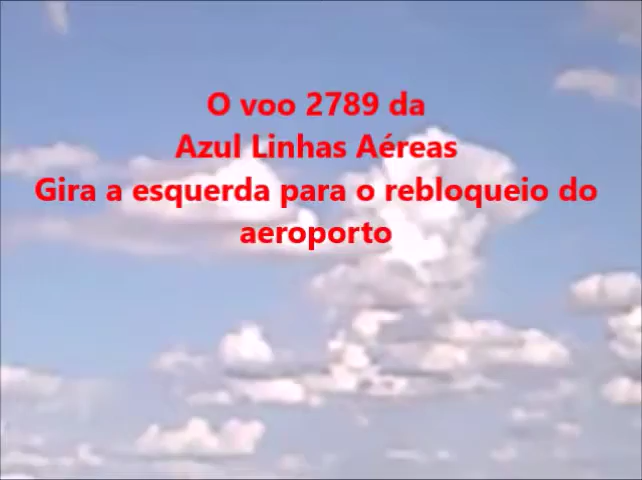 O voo 2789 da
Azul Linhas Aéreas
Gira a esquerda para o rebloqueio do
aeroporto